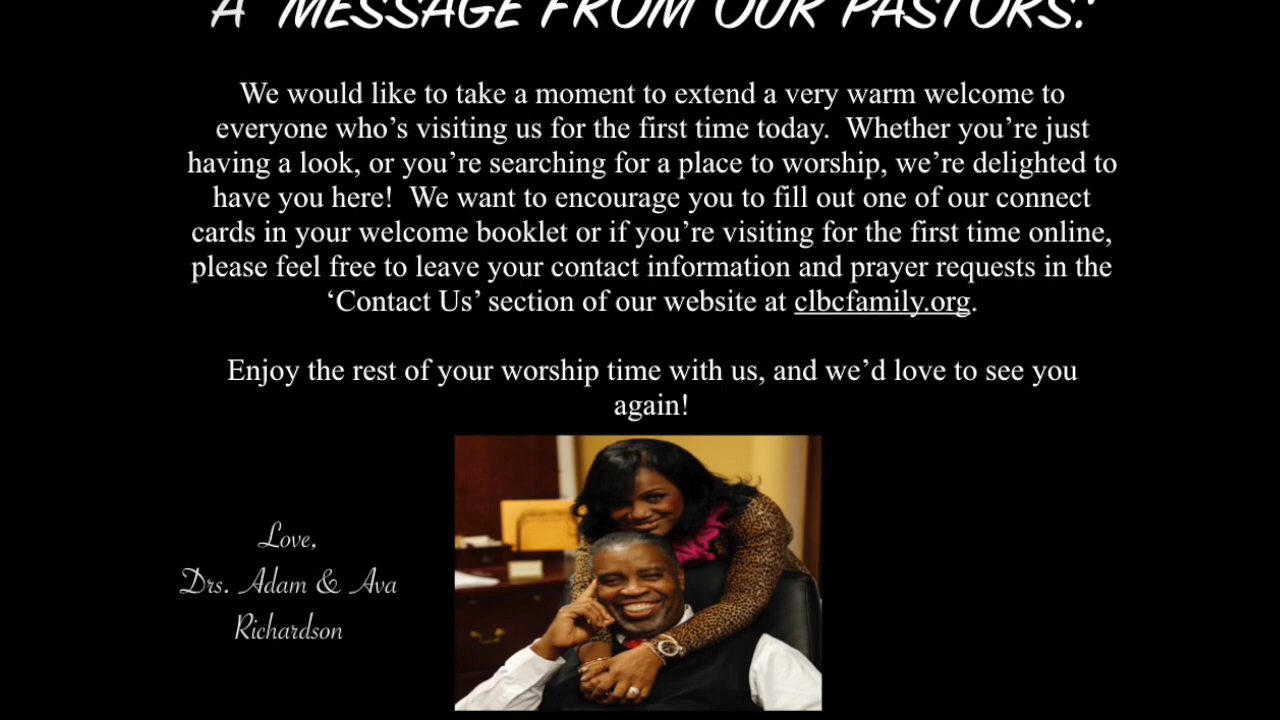 A MESSAGE FROM OUR PASTORS:
We would like to take a moment to extend a very warm welcome to
everyone who’s visiting us for the first time today.  Whether you’re just
having a look, or you’re searching for a place to worship, we’re delighted to
have you here!  We want to encourage you to fill out one of our connect
cards in your welcome booklet or if you’re visiting for the first time online,
please feel free to leave your contact information and prayer requests in the
‘Contact Us’ section of our website at clbcfamily.org.
Enjoy the rest of your worship time with us, and we’d love to see you
again!
Love,
Drs. Adam & Ava
Richardson